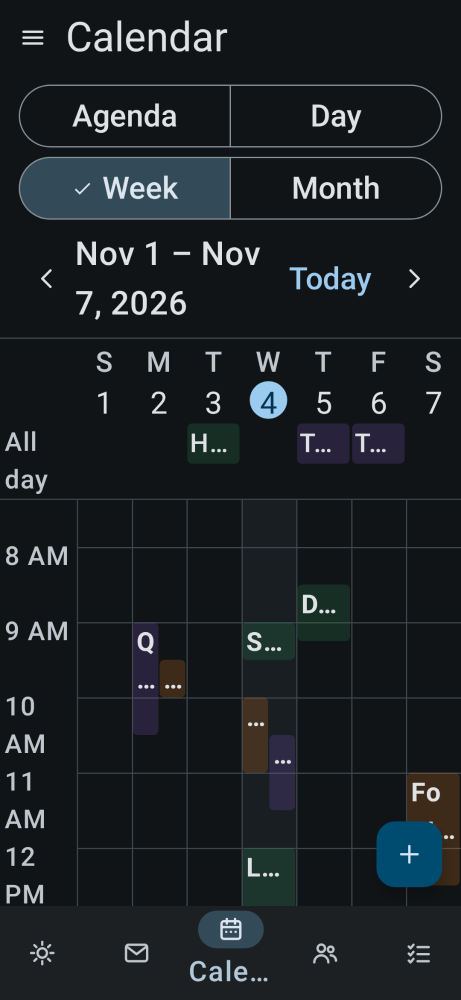 Calendar
Agenda
Day
Week
Month
Nov 1 – Nov
7, 2026
Today
S M T W T F S
1 2 3 4 5 6 7
All
day
H...
T...
T...
8 AM
D...
9 AM
Q
...
...
S...
10
AM
...
...
11
AM
Fo
12
PM
L...
Cale...